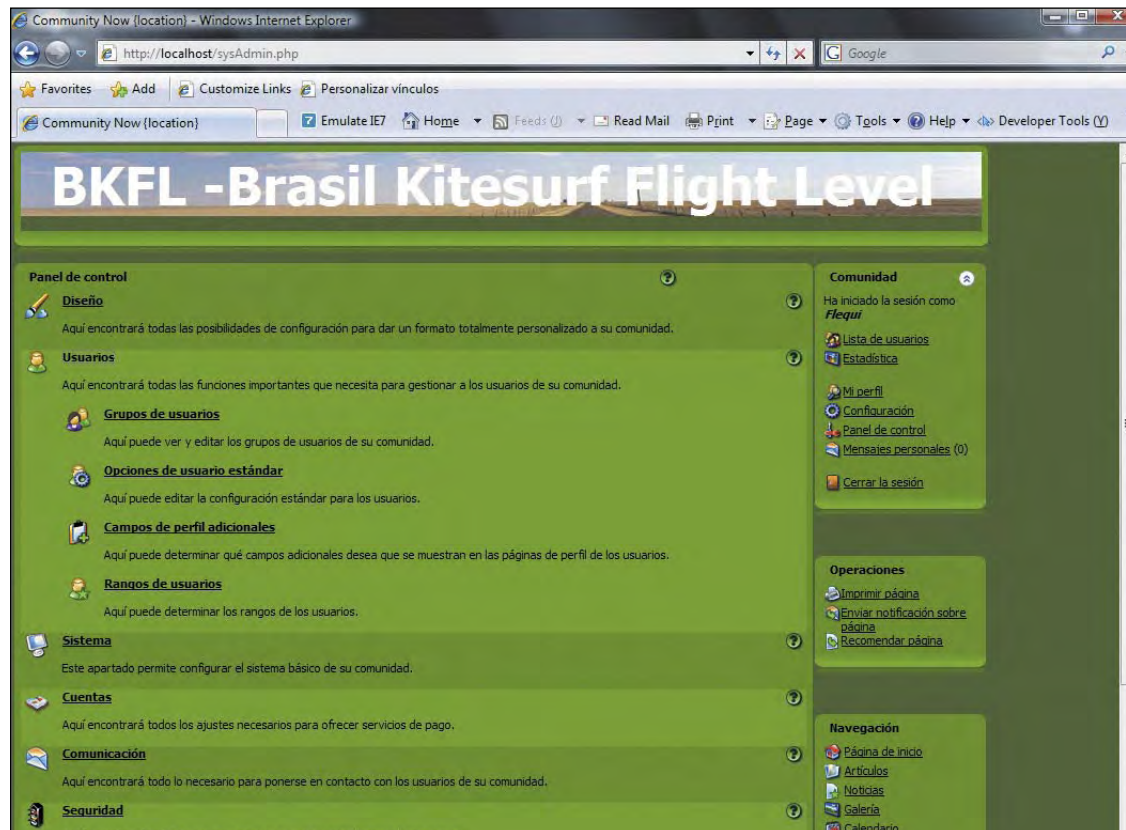 Community Now {location} - Windows Internet Explorer
http://localhost/sysAdmin.php
Google
Favorites Add Customize Links Personalizar vínculos
Community Now {location} Emulate IE7 Home Feeds (J) Read Mail Print Page Tools Help Developer Tools (Y)
BKFL -Brasil Kitesurf Flight Level
Panel de control
Diseño
Aquí encontrará todas las posibilidades de configuración para dar un formato totalmente personalizado a su comunidad.
Usuarios
Aquí encontrará todas las funciones importantes que necesita para gestionar a los usuarios de su comunidad.
Grupos de usuarios
Aquí puede ver y editar los grupos de usuarios de su comunidad.
Opciones de usuario estándar
Aquí puede editar la configuración estándar para los usuarios.
Campos de perfil adicionales
Aquí puede determinar qué campos adicionales desea que se muestran en las páginas de perfil de los usuarios.
Rangos de usuarios
Aquí puede determinar los rangos de los usuarios.
Sistema
Este apartado permite configurar el sistema básico de su comunidad.
Cuentas
Aquí encontrará todos los ajustes necesarios para ofrecer servicios de pago.
Comunicación
Aquí encontrará todo lo necesario para ponerse en contacto con los usuarios de su comunidad.
Seguridad
Comunidad
Ha iniciado la sesión como
Flequi
Lista de usuarios
Estadística
Mi perfil
Configuración
Panel de control
Mensajes personales (0)
Cerrar la sesión
Operaciones
Imprimir página
Enviar notificación sobre
página
Recomendar página
Navegación
Página de inicio
Artículos
Noticias
Galería
Calendario